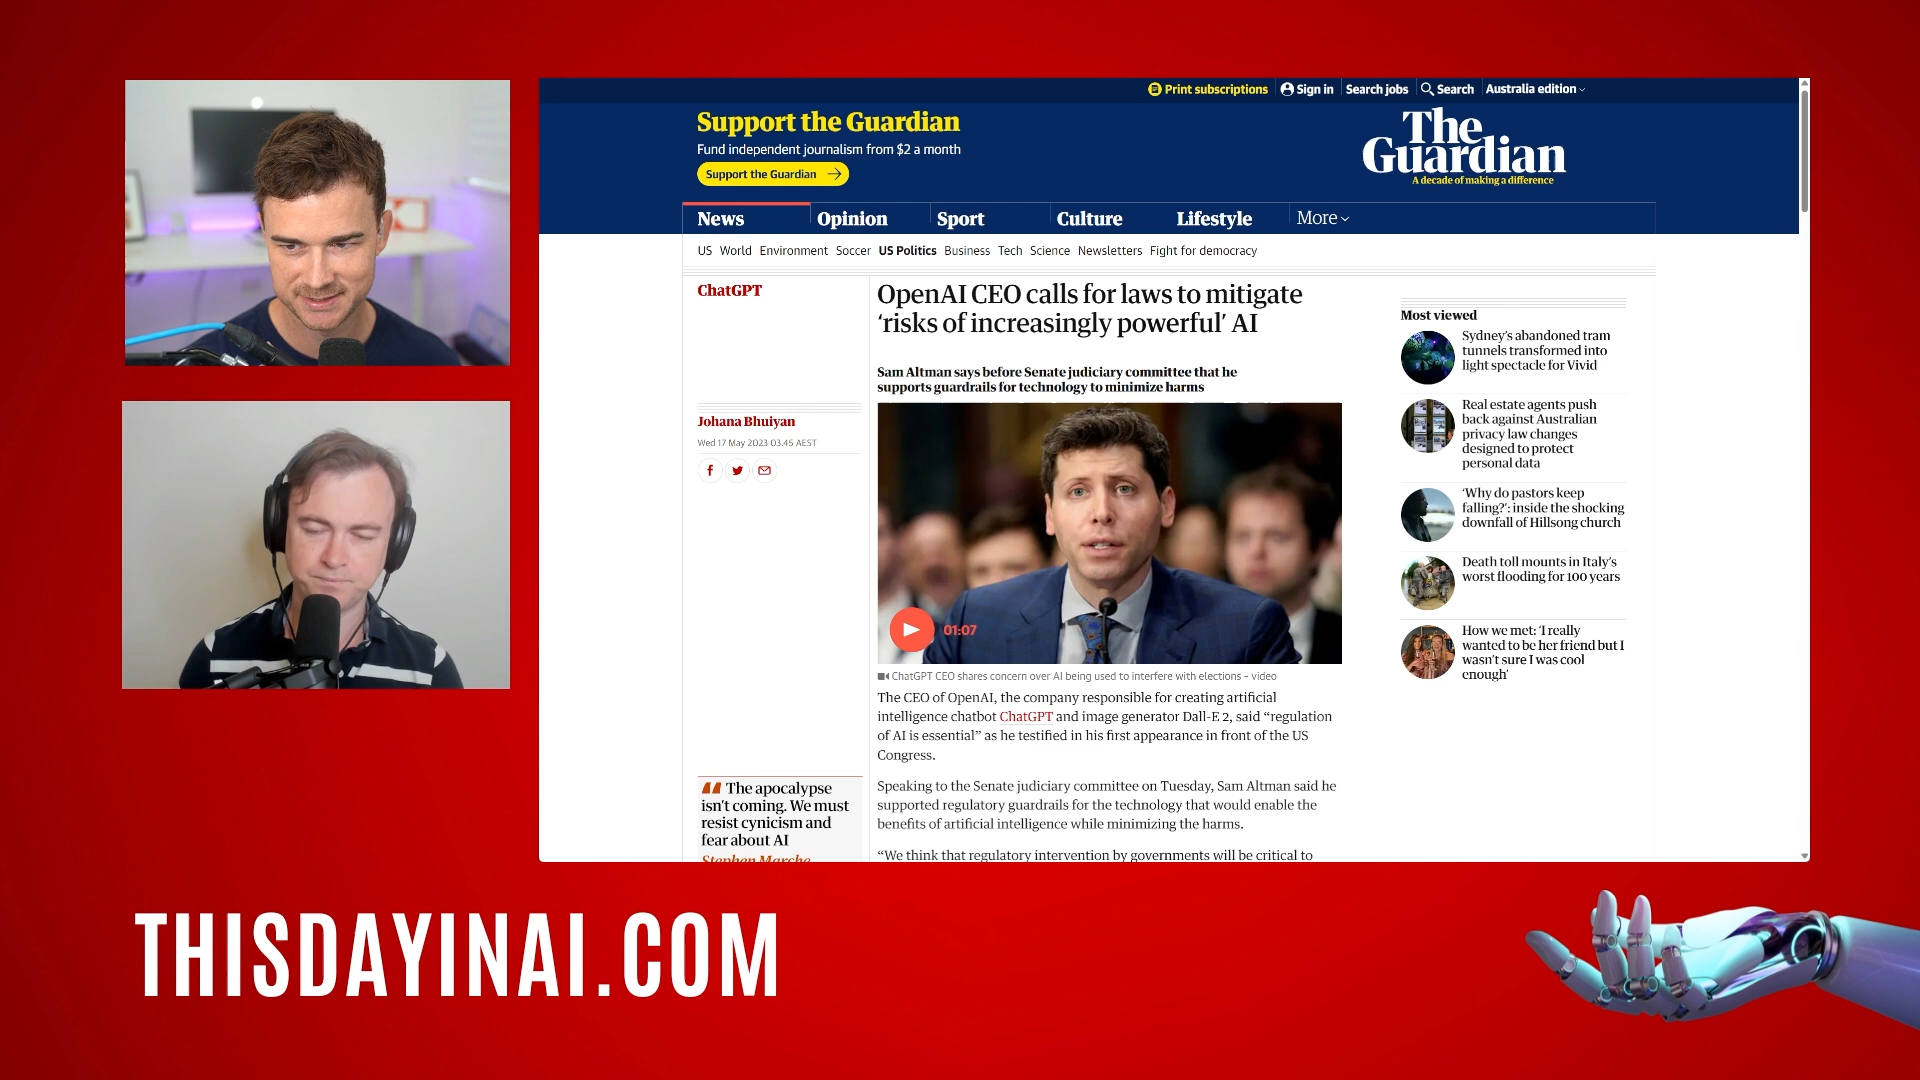 Print subscriptions
Sign in
Search jobs
Search
Australia edition
Support the Guardian
Fund independent journalism from $2 a month
Support the Guardian
The
Guardian
A decade of making a difference
News
Opinion
Sport
Culture
Lifestyle
More
US World Environment Soccer US Politics Business Tech Science Newsletters Fight for democracy
ChatGPT
OpenAI CEO calls for laws to mitigate
‘risks of increasingly powerful’ AI
Sam Altman says before Senate judiciary committee that he
supports guardrails for technology to minimize harms
Johana Bhuiyan
Wed 17 May 2023 03.45 AEST
01:07
ChatGPT CEO shares concern over AI being used to interfere with elections – video
The CEO of OpenAI, the company responsible for creating artificial
intelligence chatbot ChatGPT and image generator Dall-E 2, said “regulation
of AI is essential” as he testified in his first appearance in front of the US
Congress.
Speaking to the Senate judiciary committee on Tuesday, Sam Altman said he
supported regulatory guardrails for the technology that would enable the
benefits of artificial intelligence while minimizing the harms.
“We think that regulatory intervention by governments will be critical to
The apocalypse
isn’t coming. We must
resist cynicism and
fear about AI
Stephen Marche
Most viewed
Sydney’s abandoned tram
tunnels transformed into
light spectacle for Vivid
Real estate agents push
back against Australian
privacy law changes
designed to protect
personal data
‘Why do pastors keep
falling?’: inside the shocking
downfall of Hillsong church
Death toll mounts in Italy’s
worst flooding for 100 years
How we met: ‘I really
wanted to be her friend but I
wasn’t sure I was cool
enough’
THISDAYINAI.COM